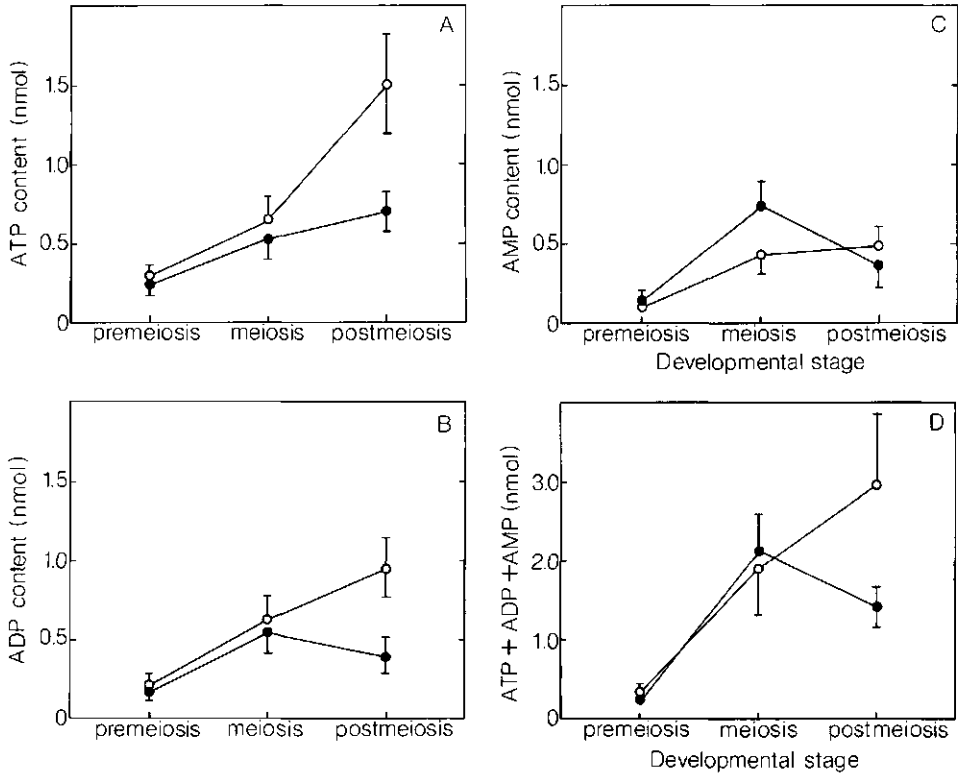 A
ATP content (nmol)
1.5
1.0
0.5
0
premeiosis meiosis postmeiosis
B
ADP content (nmol)
1.5
1.0
0.5
0
premeiosis meiosis postmeiosis
C
AMP content (nmol)
1.5
1.0
0.5
0
premeiosis meiosis postmeiosis
Developmental stage
D
ATP + ADP + AMP (nmol)
3.0
2.0
1.0
0
premeiosis meiosis postmeiosis
Developmental stage